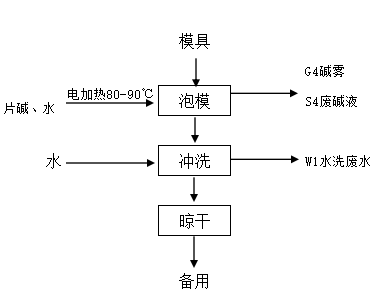 模具
G4碱雾
电加热80-90℃
泡模
片碱、水
S4废碱液
水
冲洗
W1水洗废水
晾干
备用